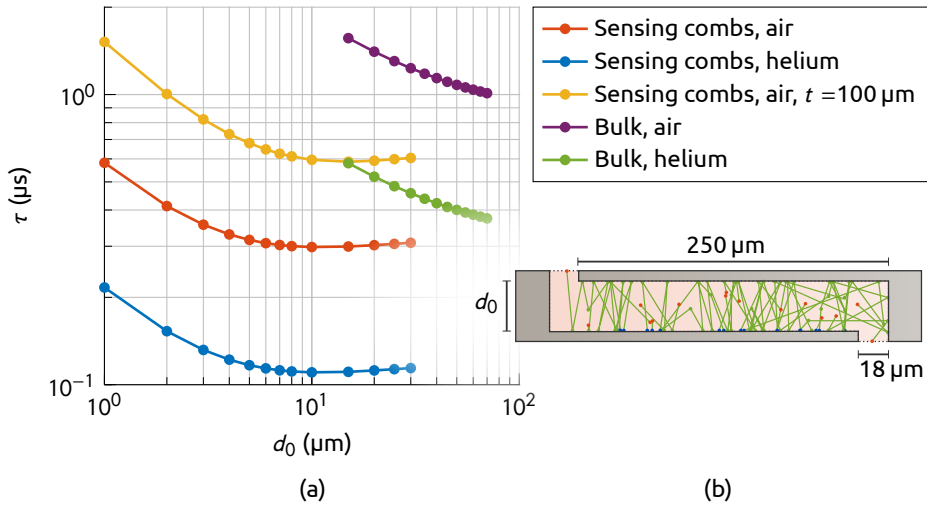 Sensing combs, air
Sensing combs, helium
Sensing combs, air, t = 100 µm
Bulk, air
Bulk, helium
10⁰
10⁻¹
τ (µs)
10⁰ 10¹ 10²
d₀ (µm)
(a)
250 µm
d₀
18 µm
(b)